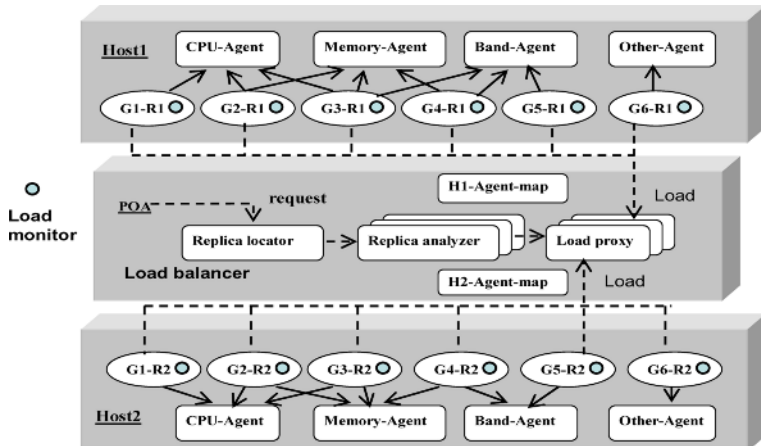 Host1
CPU-Agent
Memory-Agent
Band-Agent
Other-Agent
G1-R1
G2-R1
G3-R1
G4-R1
G5-R1
G6-R1
Load
monitor
POA
request
H1-Agent-map
Load
Replica locator
Replica analyzer
Load proxy
Load balancer
H2-Agent-map
Load
G1-R2
G2-R2
G3-R2
G4-R2
G5-R2
G6-R2
Host2
CPU-Agent
Memory-Agent
Band-Agent
Other-Agent